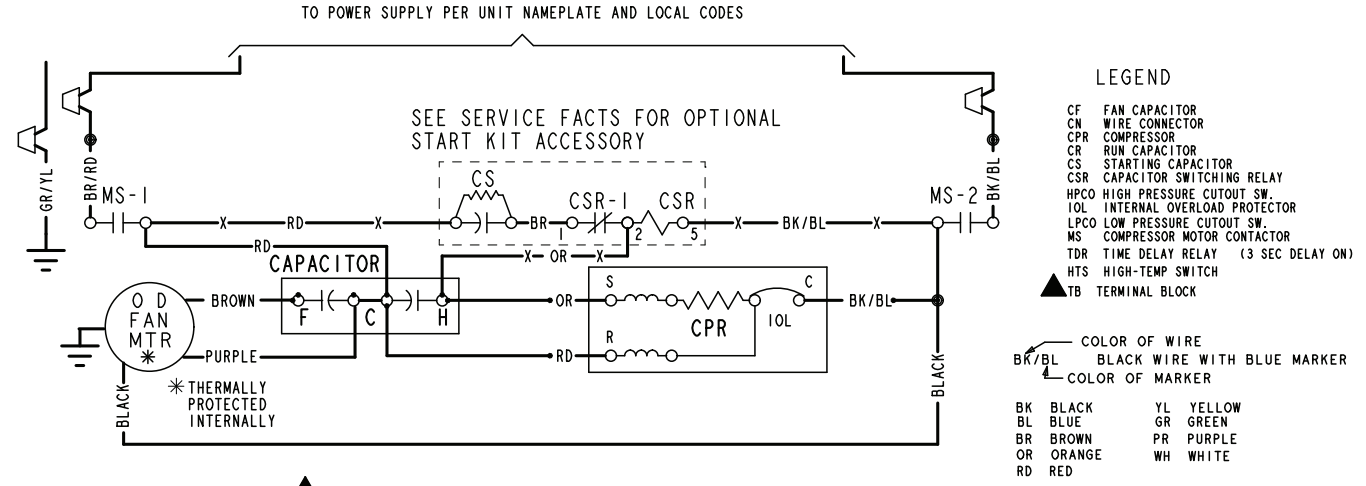 TO POWER SUPPLY PER UNIT NAMEPLATE AND LOCAL CODES
SEE SERVICE FACTS FOR OPTIONAL
START KIT ACCESSORY
GR/YL
BR/RD
MS-1
CS
CSR-1
CSR
MS-2
BK/BL
X
RD
X
BR
1
2
5
X
BK/BL
X
RD
X
OR
X
CAPACITOR
O D
FAN
MTR
✳
BROWN
F
C
H
OR
S
C
BK/BL
CPR
IOL
R
PURPLE
RD
BLACK
✳ THERMALLY
PROTECTED
INTERNALLY
BLACK
LEGEND
CF FAN CAPACITOR
CN WIRE CONNECTOR
CPR COMPRESSOR
CR RUN CAPACITOR
CS STARTING CAPACITOR
CSR CAPACITOR SWITCHING RELAY
HPCO HIGH PRESSURE CUTOUT SW.
IOL INTERNAL OVERLOAD PROTECTOR
LPCO LOW PRESSURE CUTOUT SW.
MS COMPRESSOR MOTOR CONTACTOR
TDR TIME DELAY RELAY (3 SEC DELAY ON)
HTS HIGH-TEMP SWITCH
TB TERMINAL BLOCK
COLOR OF WIRE
BK/BL BLACK WIRE WITH BLUE MARKER
COLOR OF MARKER
BK BLACK YL YELLOW
BL BLUE GR GREEN
BR BROWN PR PURPLE
OR ORANGE WH WHITE
RD RED